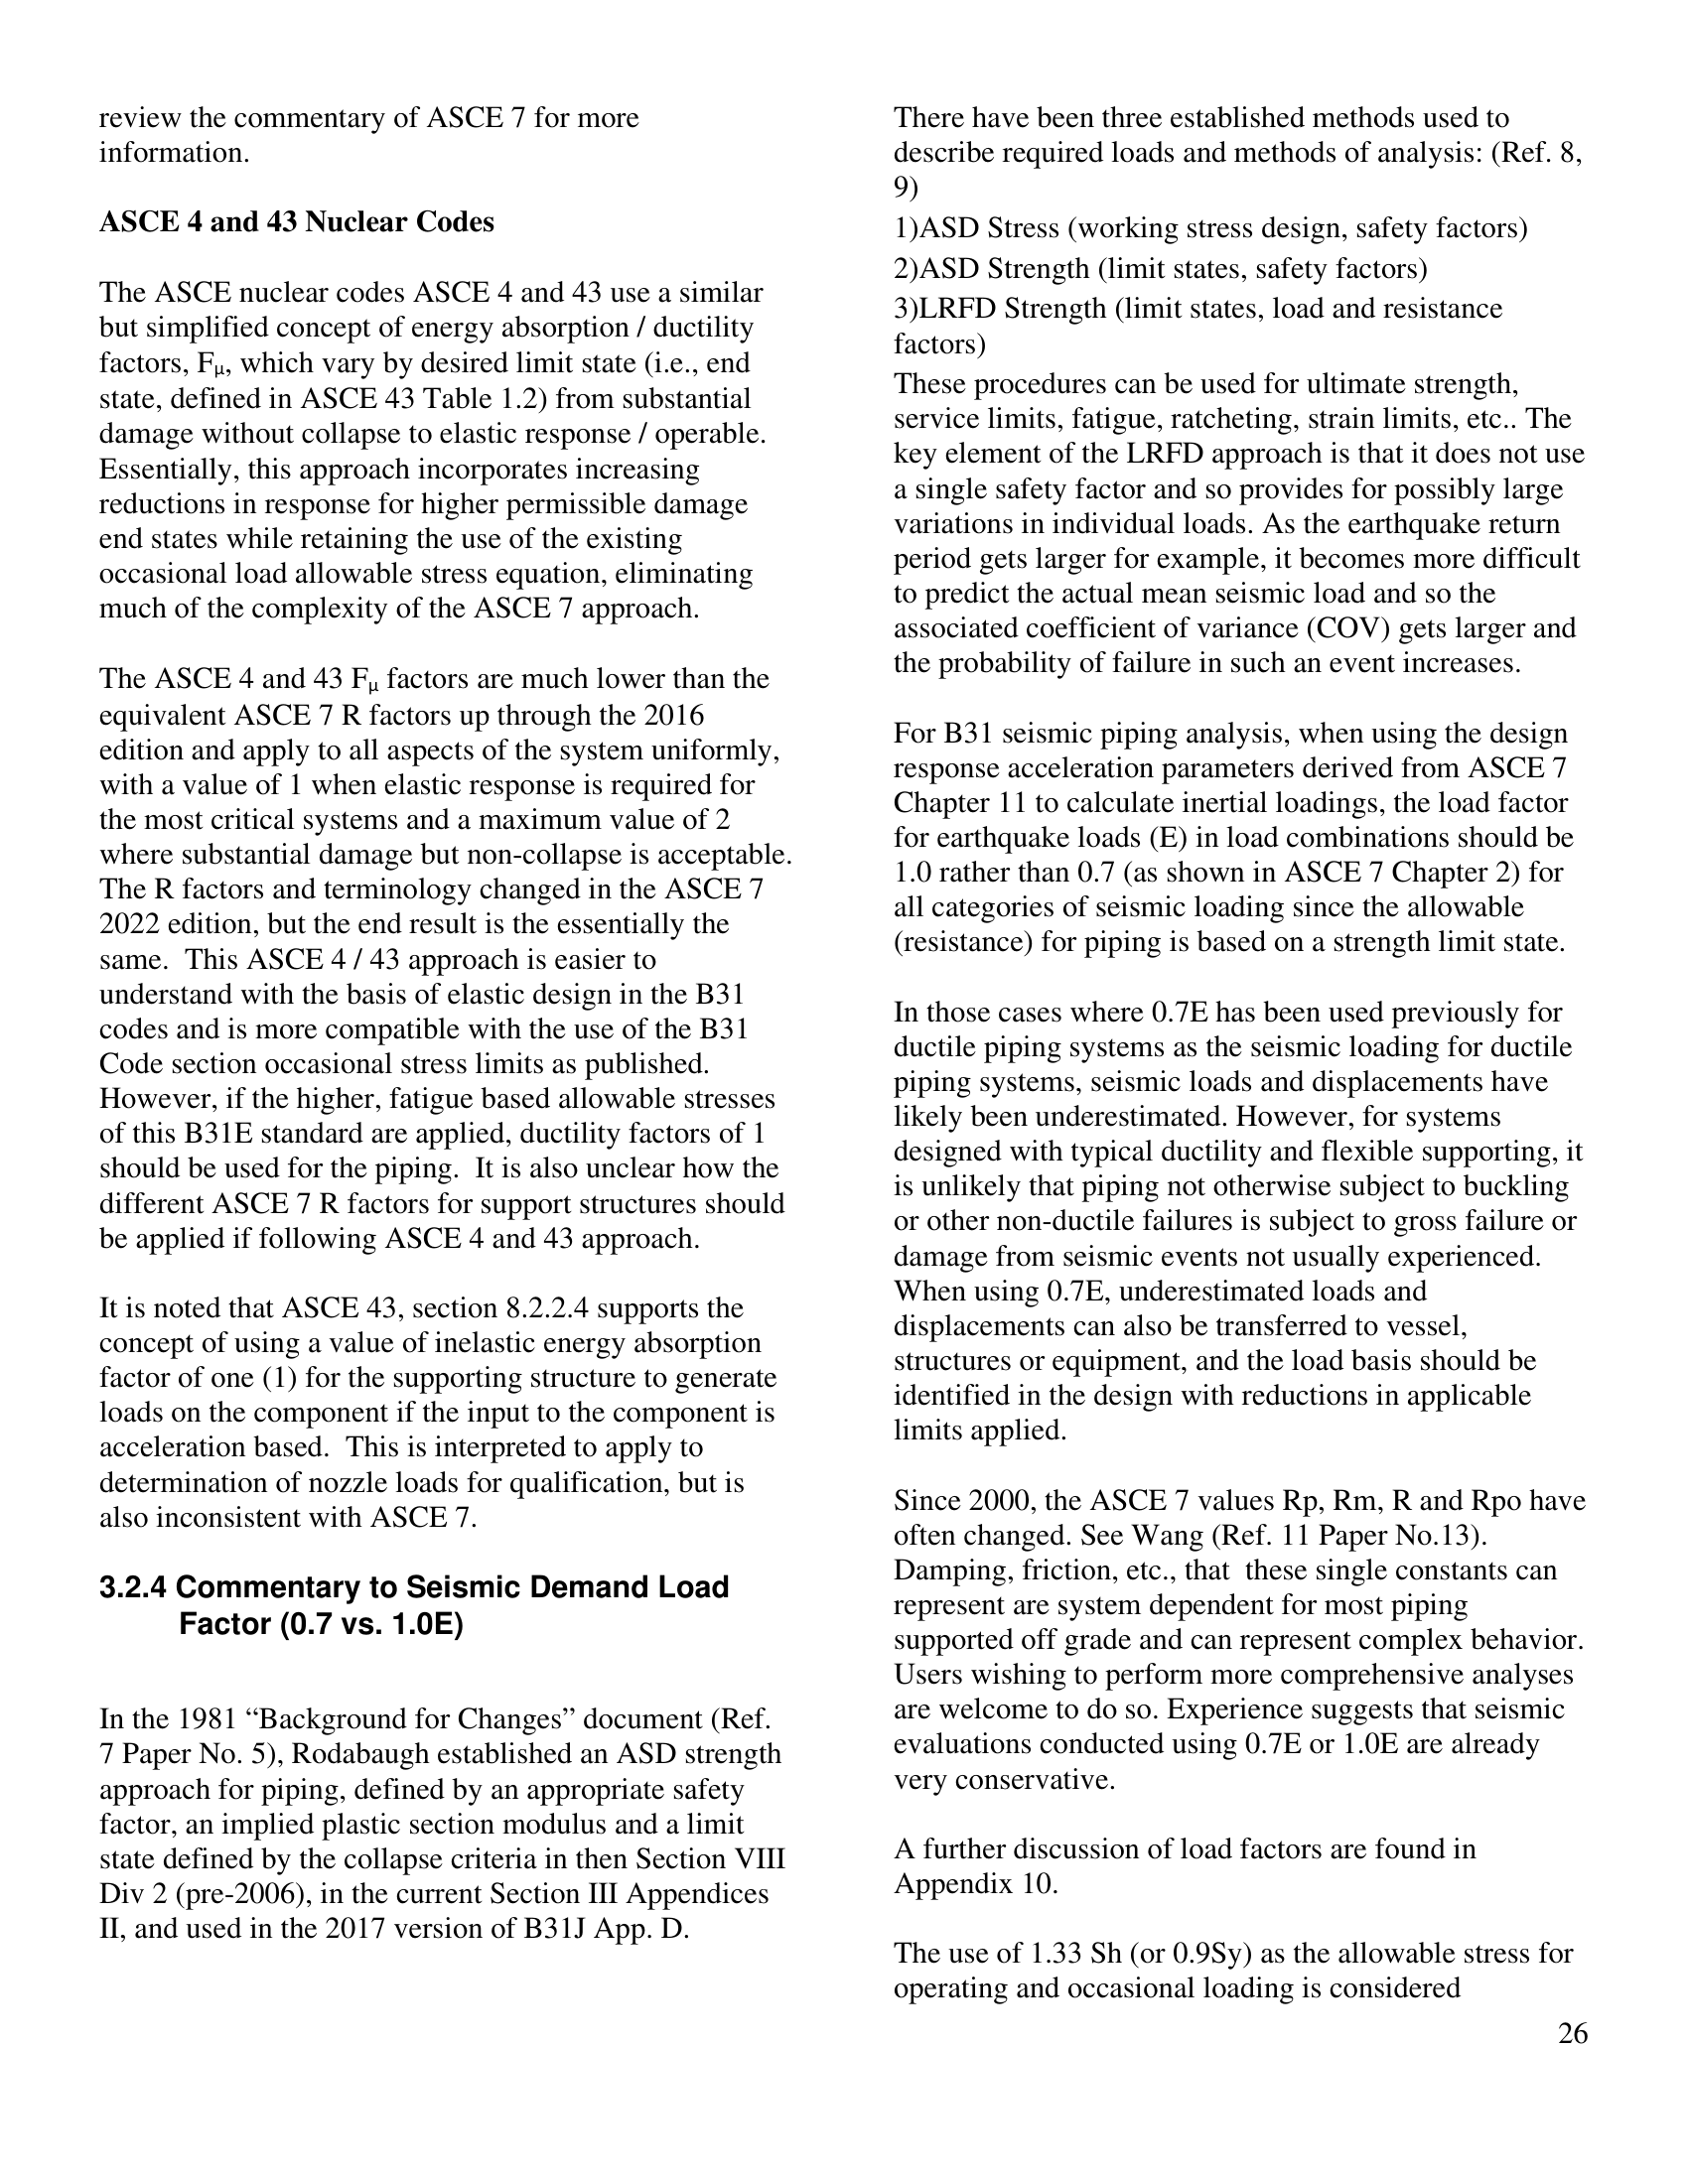 review the commentary of ASCE 7 for more
information.
ASCE 4 and 43 Nuclear Codes
The ASCE nuclear codes ASCE 4 and 43 use a similar
but simplified concept of energy absorption / ductility
factors, Fμ, which vary by desired limit state (i.e., end
state, defined in ASCE 43 Table 1.2) from substantial
damage without collapse to elastic response / operable.
Essentially, this approach incorporates increasing
reductions in response for higher permissible damage
end states while retaining the use of the existing
occasional load allowable stress equation, eliminating
much of the complexity of the ASCE 7 approach.
The ASCE 4 and 43 Fμ factors are much lower than the
equivalent ASCE 7 R factors up through the 2016
edition and apply to all aspects of the system uniformly,
with a value of 1 when elastic response is required for
the most critical systems and a maximum value of 2
where substantial damage but non-collapse is acceptable.
The R factors and terminology changed in the ASCE 7
2022 edition, but the end result is the essentially the
same.  This ASCE 4 / 43 approach is easier to
understand with the basis of elastic design in the B31
codes and is more compatible with the use of the B31
Code section occasional stress limits as published.
However, if the higher, fatigue based allowable stresses
of this B31E standard are applied, ductility factors of 1
should be used for the piping.  It is also unclear how the
different ASCE 7 R factors for support structures should
be applied if following ASCE 4 and 43 approach.
It is noted that ASCE 43, section 8.2.2.4 supports the
concept of using a value of inelastic energy absorption
factor of one (1) for the supporting structure to generate
loads on the component if the input to the component is
acceleration based.  This is interpreted to apply to
determination of nozzle loads for qualification, but is
also inconsistent with ASCE 7.
3.2.4 Commentary to Seismic Demand Load
Factor (0.7 vs. 1.0E)
In the 1981 “Background for Changes” document (Ref.
7 Paper No. 5), Rodabaugh established an ASD strength
approach for piping, defined by an appropriate safety
factor, an implied plastic section modulus and a limit
state defined by the collapse criteria in then Section VIII
Div 2 (pre-2006), in the current Section III Appendices
II, and used in the 2017 version of B31J App. D.
There have been three established methods used to
describe required loads and methods of analysis: (Ref. 8,
9)
1)ASD Stress (working stress design, safety factors)
2)ASD Strength (limit states, safety factors)
3)LRFD Strength (limit states, load and resistance
factors)
These procedures can be used for ultimate strength,
service limits, fatigue, ratcheting, strain limits, etc.. The
key element of the LRFD approach is that it does not use
a single safety factor and so provides for possibly large
variations in individual loads. As the earthquake return
period gets larger for example, it becomes more difficult
to predict the actual mean seismic load and so the
associated coefficient of variance (COV) gets larger and
the probability of failure in such an event increases.
For B31 seismic piping analysis, when using the design
response acceleration parameters derived from ASCE 7
Chapter 11 to calculate inertial loadings, the load factor
for earthquake loads (E) in load combinations should be
1.0 rather than 0.7 (as shown in ASCE 7 Chapter 2) for
all categories of seismic loading since the allowable
(resistance) for piping is based on a strength limit state.
In those cases where 0.7E has been used previously for
ductile piping systems as the seismic loading for ductile
piping systems, seismic loads and displacements have
likely been underestimated. However, for systems
designed with typical ductility and flexible supporting, it
is unlikely that piping not otherwise subject to buckling
or other non-ductile failures is subject to gross failure or
damage from seismic events not usually experienced.
When using 0.7E, underestimated loads and
displacements can also be transferred to vessel,
structures or equipment, and the load basis should be
identified in the design with reductions in applicable
limits applied.
Since 2000, the ASCE 7 values Rp, Rm, R and Rpo have
often changed. See Wang (Ref. 11 Paper No.13).
Damping, friction, etc., that  these single constants can
represent are system dependent for most piping
supported off grade and can represent complex behavior.
Users wishing to perform more comprehensive analyses
are welcome to do so. Experience suggests that seismic
evaluations conducted using 0.7E or 1.0E are already
very conservative.
A further discussion of load factors are found in
Appendix 10.
The use of 1.33 Sh (or 0.9Sy) as the allowable stress for
operating and occasional loading is considered
26